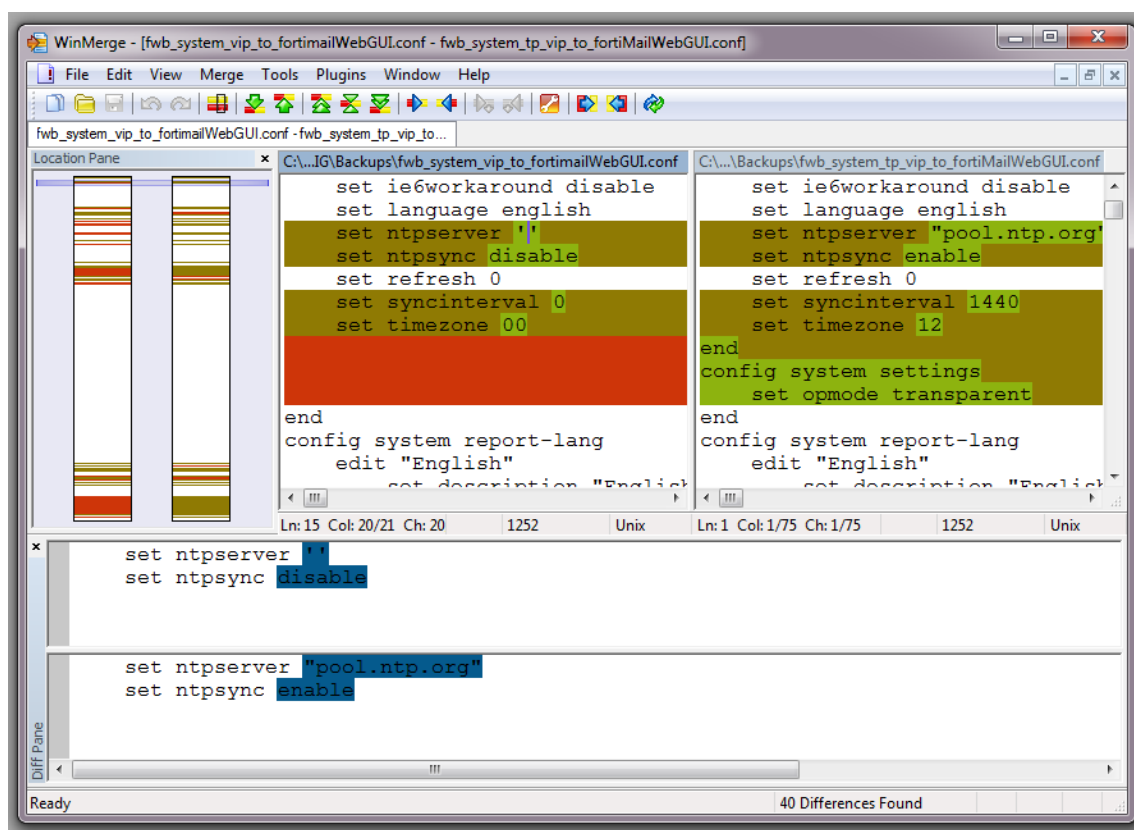 WinMerge - [fwb_system_vip_to_fortimailWebGUI.conf - fwb_system_tp_vip_to_fortiMailWebGUI.conf]
File Edit View Merge Tools Plugins Window Help
fwb_system_vip_to_fortimailWebGUI.conf - fwb_system_tp_vip_to...
Location Pane
C:\...IG\Backups\fwb_system_vip_to_fortimailWebGUI.conf
set ie6workaround disable
set language english
set ntpserver ''
set ntpsync disable
set refresh 0
set syncinterval 0
set timezone 00
end
config system report-lang
edit "English"
set description "English
Ln: 15 Col: 20/21 Ch: 20 1252 Unix
C:\...\Backups\fwb_system_tp_vip_to_fortiMailWebGUI.conf
set ie6workaround disable
set language english
set ntpserver "pool.ntp.org"
set ntpsync enable
set refresh 0
set syncinterval 1440
set timezone 12
end
config system settings
set opmode transparent
end
config system report-lang
edit "English"
set description "English
Ln: 1 Col: 1/75 Ch: 1/75 1252 Unix
set ntpserver ''
set ntpsync disable
set ntpserver "pool.ntp.org"
set ntpsync enable
Diff Pane
Ready 40 Differences Found